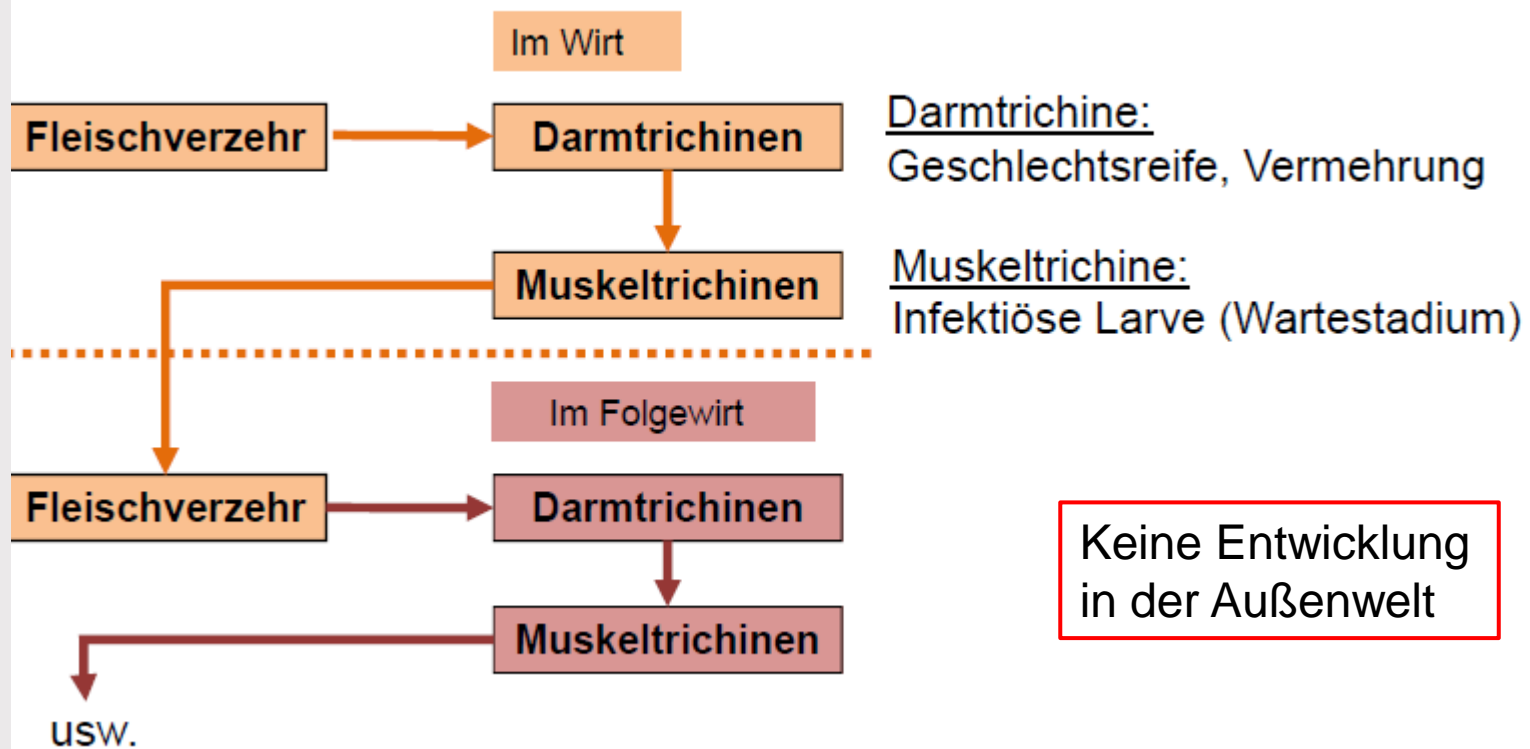 Im Wirt
Fleischverzehr
Darmtrichinen
Darmtrichine:
Geschlechtsreife, Vermehrung
Muskeltrichinen
Muskeltrichine:
Infektiöse Larve (Wartestadium)
Im Folgewirt
Fleischverzehr
Darmtrichinen
Keine Entwicklung
in der Außenwelt
Muskeltrichinen
usw.